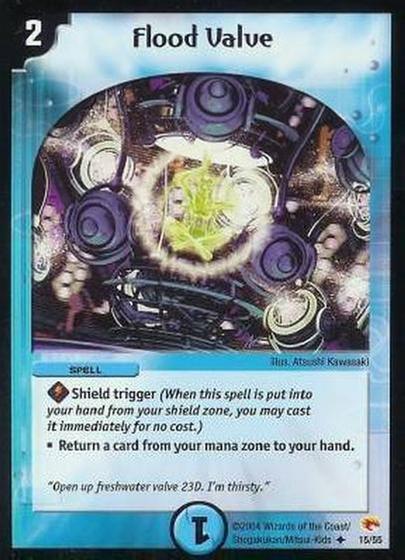 2
Flood Valve
Illus. Atsushi Kawasaki
SPELL
Shield trigger (When this spell is put into
your hand from your shield zone, you may cast
it immediately for no cost.)
▪ Return a card from your mana zone to your hand.
"Open up freshwater valve 23D. I'm thirsty."
1
©2004 Wizards of the Coast/
Shogakukan/Mitsui-Kids 15/55